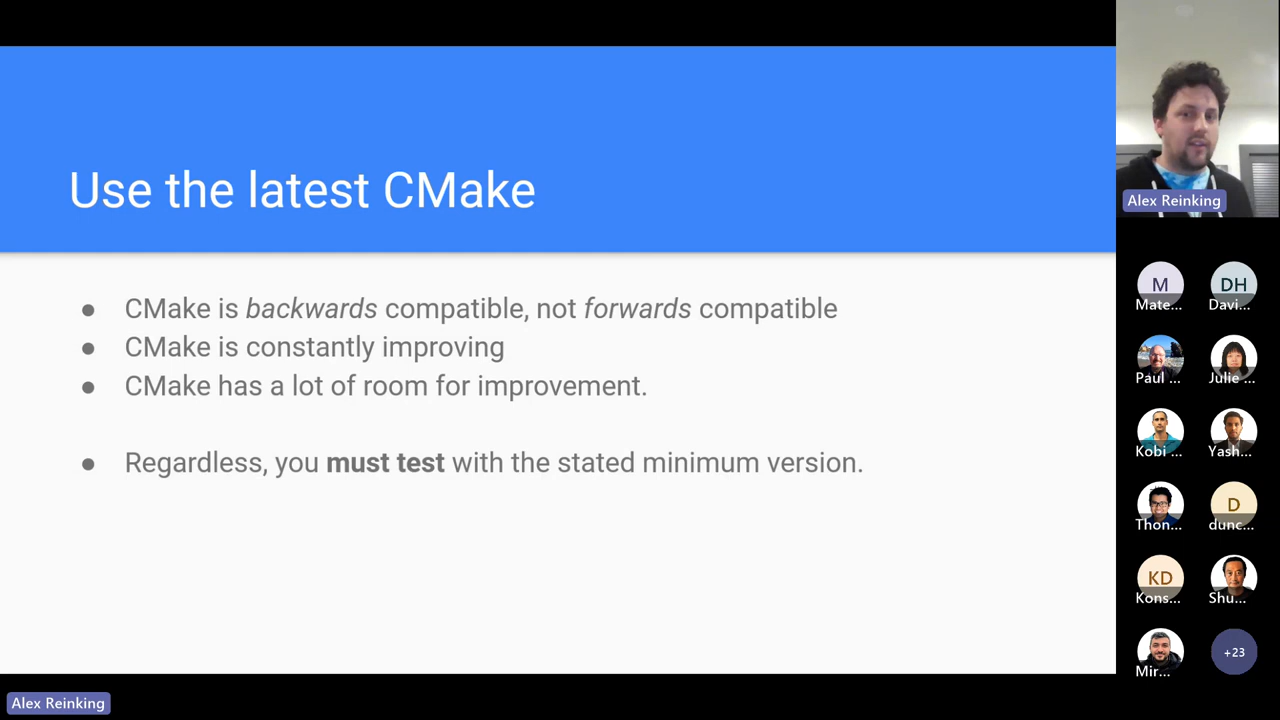 Use the latest CMake
● CMake is backwards compatible, not forwards compatible
● CMake is constantly improving
● CMake has a lot of room for improvement.
● Regardless, you must test with the stated minimum version.
Alex Reinking
M
DH
Mate...
Davi...
Paul ...
Julie ...
Kobi ...
Yash...
D
Thon...
dunc...
KD
Kons...
Shu...
+23
Mir...
Alex Reinking